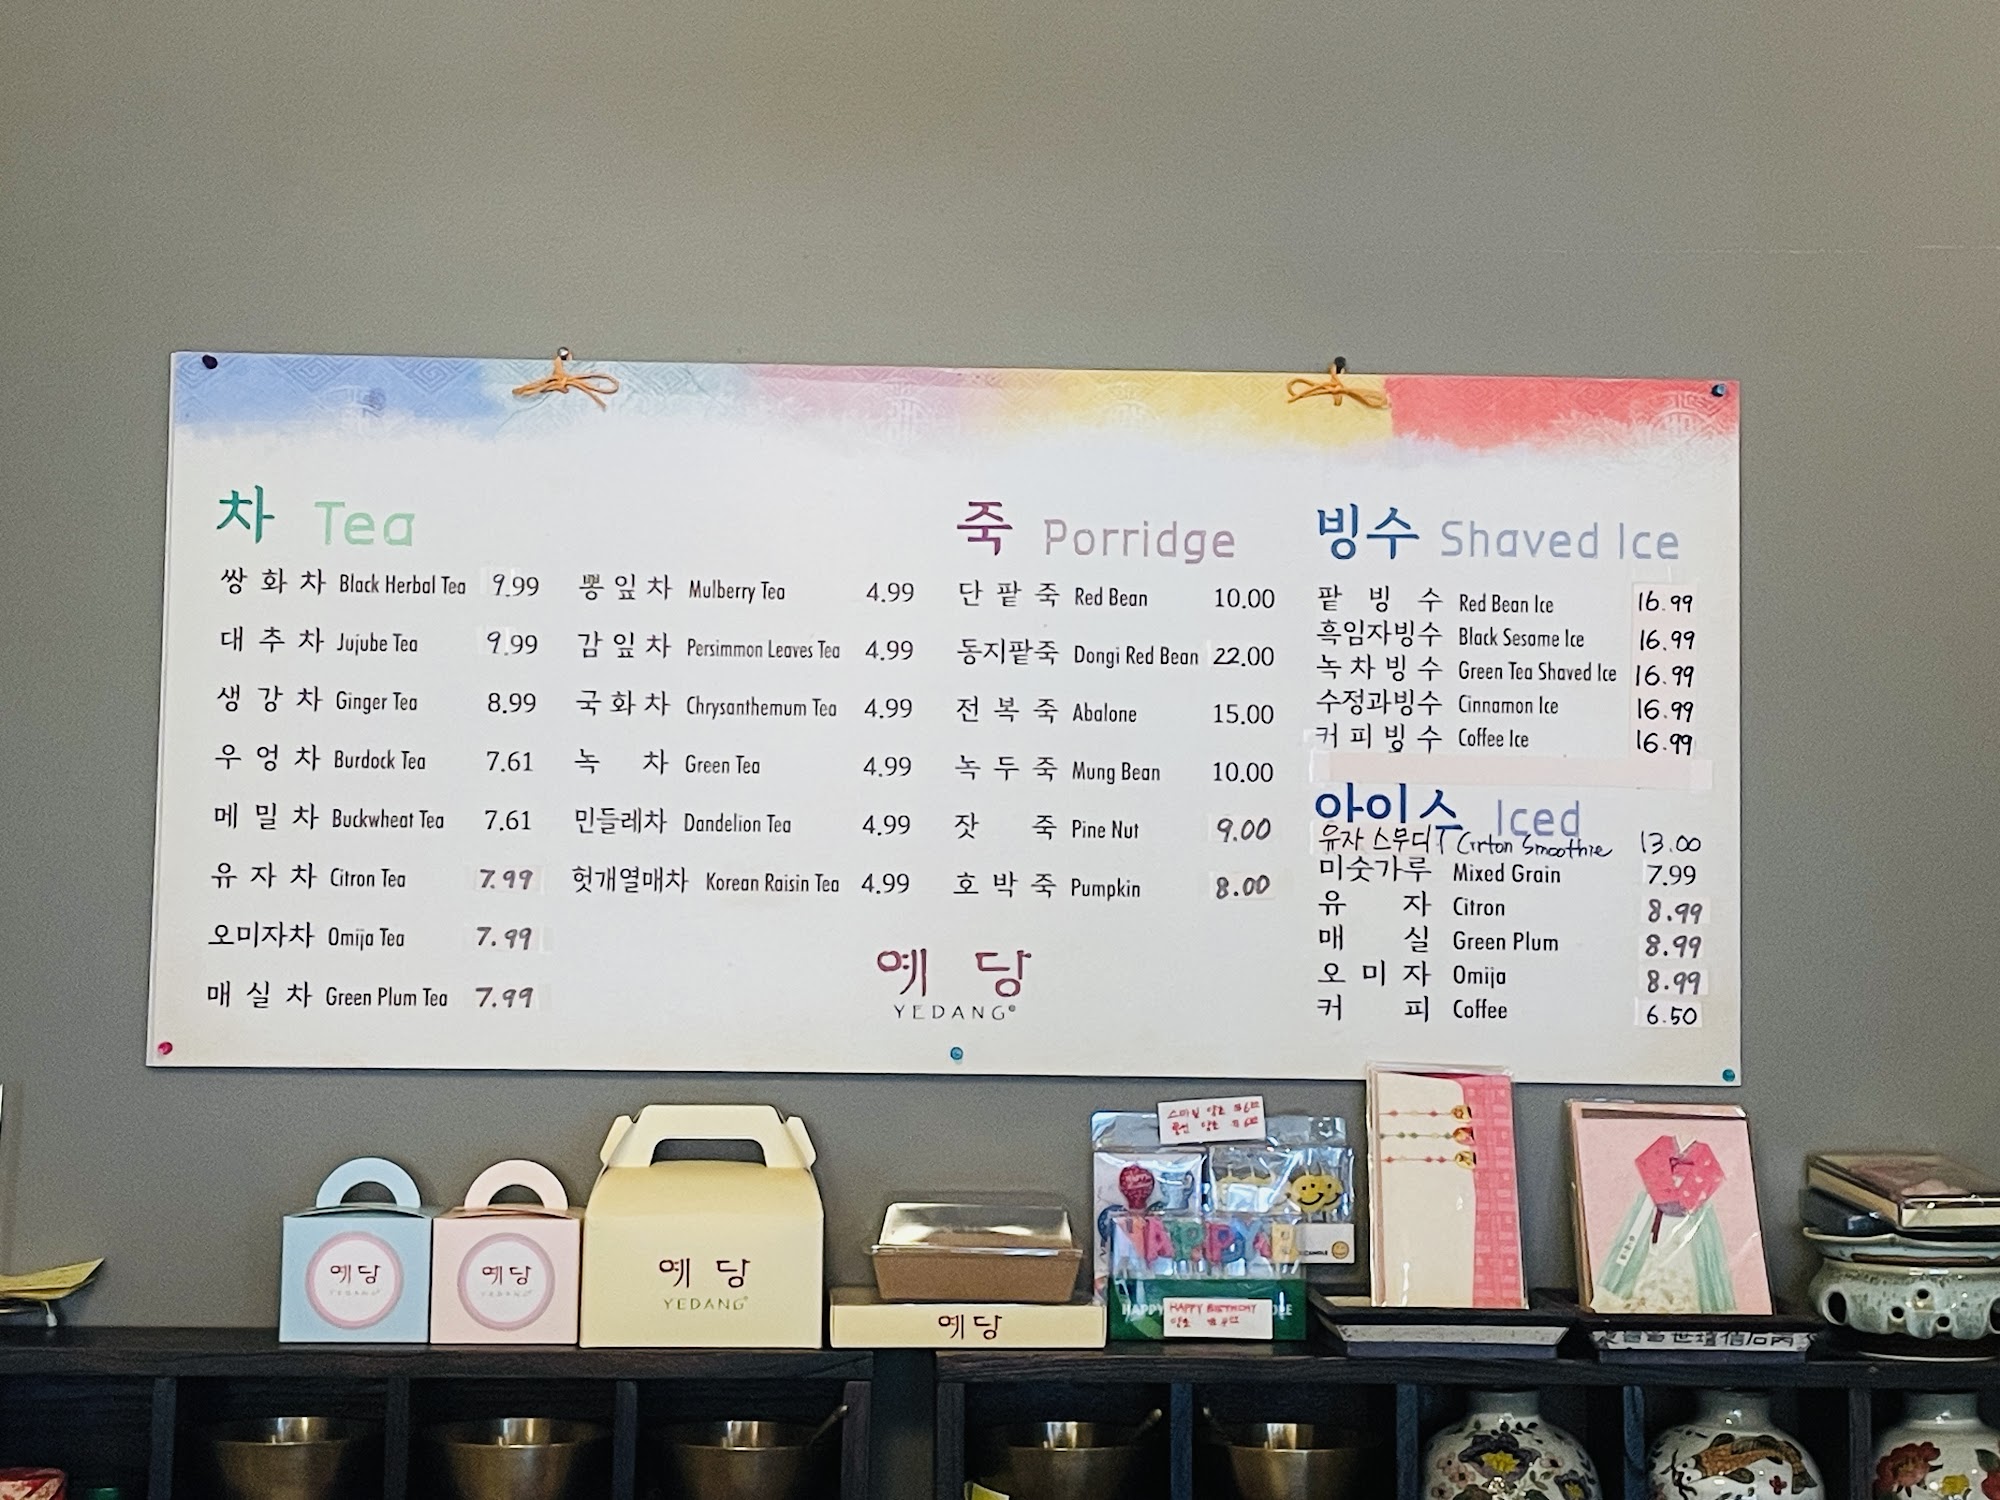 차 Tea
쌍 화 차 Black Herbal Tea 9.99
대 추 차 Jujube Tea 9.99
생 강 차 Ginger Tea 8.99
우 엉 차 Burdock Tea 7.61
메 밀 차 Buckwheat Tea 7.61
유 자 차 Citron Tea 7.99
오미자차 Omija Tea 7.99
매 실 차 Green Plum Tea 7.99
뽕 잎 차 Mulberry Tea 4.99
감 잎 차 Persimmon Leaves Tea 4.99
국 화 차 Chrysanthemum Tea 4.99
녹 차 Green Tea 4.99
민들레차 Dandelion Tea 4.99
헛개열매차 Korean Raisin Tea 4.99
죽 Porridge
단 팥 죽 Red Bean 10.00
동지팥죽 Dongi Red Bean 22.00
전 복 죽 Abalone 15.00
녹 두 죽 Mung Bean 10.00
잣 죽 Pine Nut 9.00
호 박 죽 Pumpkin 8.00
예 당
YEDANG
빙수 Shaved Ice
팥 빙 수 Red Bean Ice 16.99
흑임자빙수 Black Sesame Ice 16.99
녹 차 빙 수 Green Tea Shaved Ice 16.99
수정과빙수 Cinnamon Ice 16.99
커 피 빙 수 Coffee Ice 16.99
아이스 Iced
유자 스무디 Cirton Smoothie 13.00
미숫가루 Mixed Grain 7.99
유 자 Citron 8.99
매 실 Green Plum 8.99
오 미 자 Omija 8.99
커 피 Coffee 6.50
예당
예당
예 당
YEDANG
예당
HAPPY
HAPPY
HAPPY BIRTHDAY